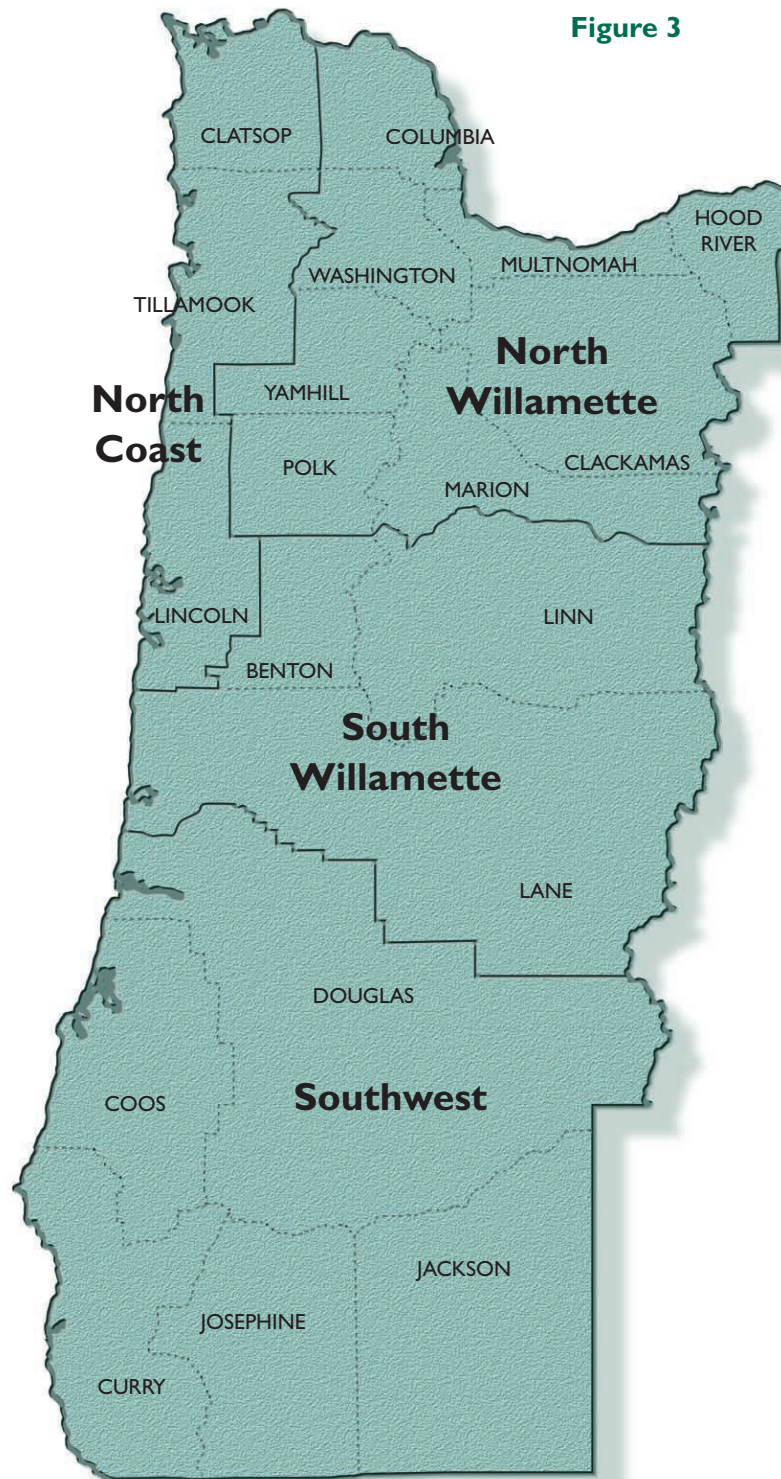 Figure 3
CLATSOP
COLUMBIA
HOOD
RIVER
WASHINGTON
MULTNOMAH
TILLAMOOK
North
Willamette
YAMHILL
North
Coast
POLK
CLACKAMAS
MARION
LINCOLN
LINN
BENTON
South
Willamette
LANE
DOUGLAS
COOS
Southwest
JACKSON
JOSEPHINE
CURRY